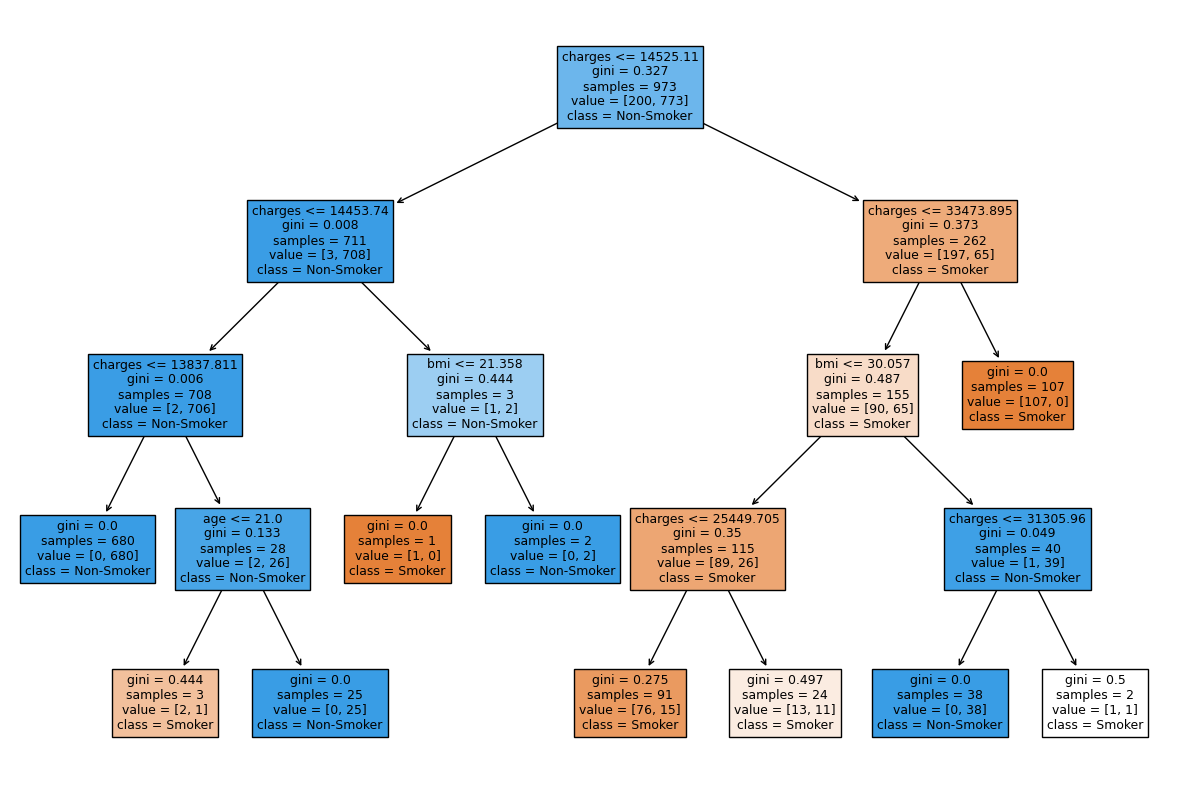 charges <= 14525.11
gini = 0.327
samples = 973
value = [200, 773]
class = Non-Smoker
charges <= 14453.74
gini = 0.008
samples = 711
value = [3, 708]
class = Non-Smoker
charges <= 33473.895
gini = 0.373
samples = 262
value = [197, 65]
class = Smoker
charges <= 13837.811
gini = 0.006
samples = 708
value = [2, 706]
class = Non-Smoker
bmi <= 21.358
gini = 0.444
samples = 3
value = [1, 2]
class = Non-Smoker
bmi <= 30.057
gini = 0.487
samples = 155
value = [90, 65]
class = Smoker
gini = 0.0
samples = 107
value = [107, 0]
class = Smoker
gini = 0.0
samples = 680
value = [0, 680]
class = Non-Smoker
age <= 21.0
gini = 0.133
samples = 28
value = [2, 26]
class = Non-Smoker
gini = 0.0
samples = 1
value = [1, 0]
class = Smoker
gini = 0.0
samples = 2
value = [0, 2]
class = Non-Smoker
charges <= 25449.705
gini = 0.35
samples = 115
value = [89, 26]
class = Smoker
charges <= 31305.96
gini = 0.049
samples = 40
value = [1, 39]
class = Non-Smoker
gini = 0.444
samples = 3
value = [2, 1]
class = Smoker
gini = 0.0
samples = 25
value = [0, 25]
class = Non-Smoker
gini = 0.275
samples = 91
value = [76, 15]
class = Smoker
gini = 0.497
samples = 24
value = [13, 11]
class = Smoker
gini = 0.0
samples = 38
value = [0, 38]
class = Non-Smoker
gini = 0.5
samples = 2
value = [1, 1]
class = Smoker